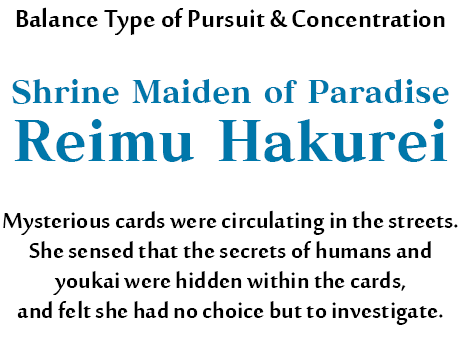 Balance Type of Pursuit & Concentration
Shrine Maiden of Paradise
Reimu Hakurei
Mysterious cards were circulating in the streets.
She sensed that the secrets of humans and
youkai were hidden within the cards,
and felt she had no choice but to investigate.